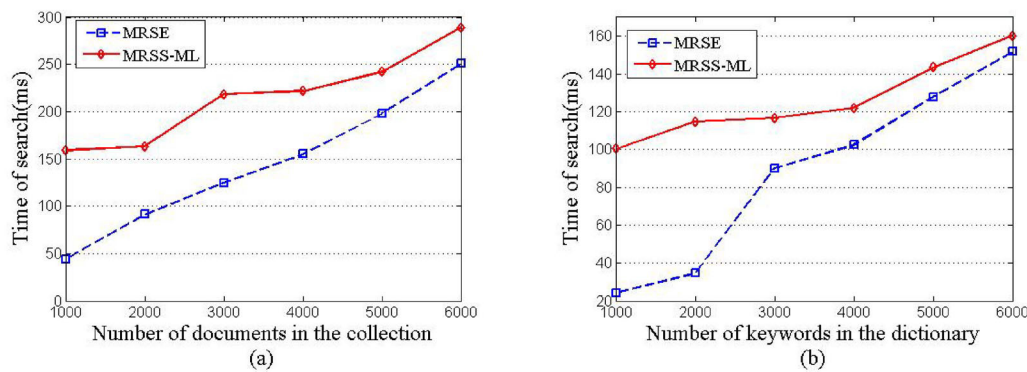 300
250
200
150
100
50
0
MRSE
MRSS-ML
Time of search(ms)
1000 2000 3000 4000 5000 6000
Number of documents in the collection
(a)
160
140
120
100
80
60
40
20
MRSE
MRSS-ML
Time of search(ms)
1000 2000 3000 4000 5000 6000
Number of keywords in the dictionary
(b)